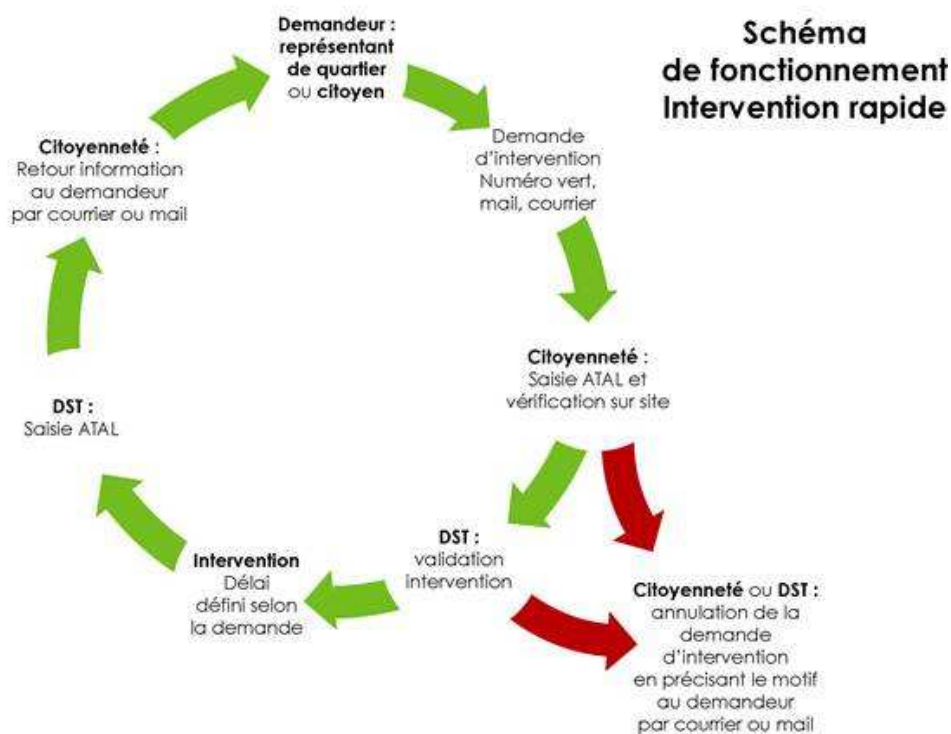 Schéma
de fonctionnement
Intervention rapide
Demandeur :
représentant
de quartier
ou citoyen
Demande
d'intervention
Numéro vert,
mail, courrier
Citoyenneté :
Saisie ATAL et
vérification sur site
DST :
validation
intervention
Citoyenneté ou DST :
annulation de la
demande
d'intervention
en précisant le motif
au demandeur
par courrier ou mail
Intervention
Délai
défini selon
la demande
DST :
Saisie ATAL
Citoyenneté :
Retour information
au demandeur
par courrier ou mail